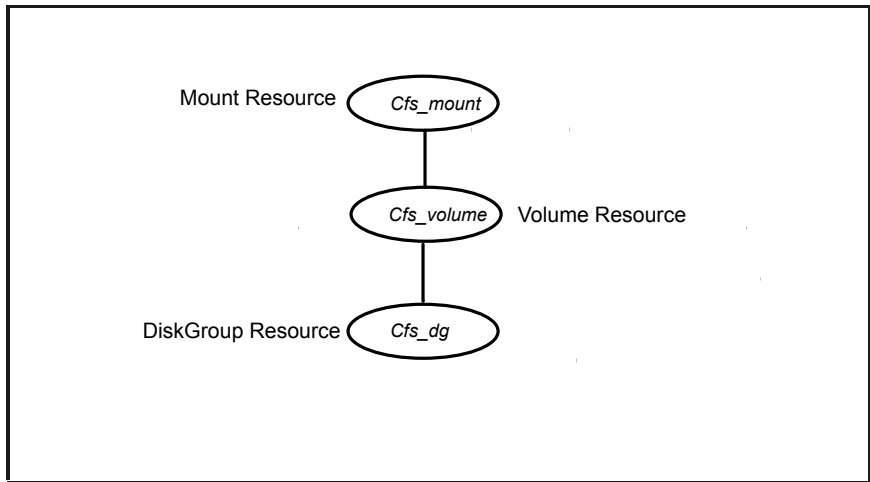 Mount Resource
Cfs_mount
Cfs_volume
Volume Resource
DiskGroup Resource
Cfs_dg